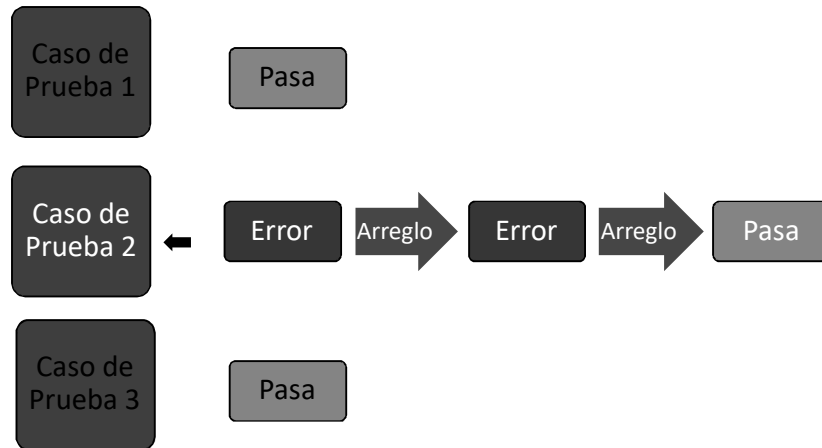 Caso de
Prueba 1
Pasa
Caso de
Prueba 2
Error
Arreglo
Error
Arreglo
Pasa
Caso de
Prueba 3
Pasa